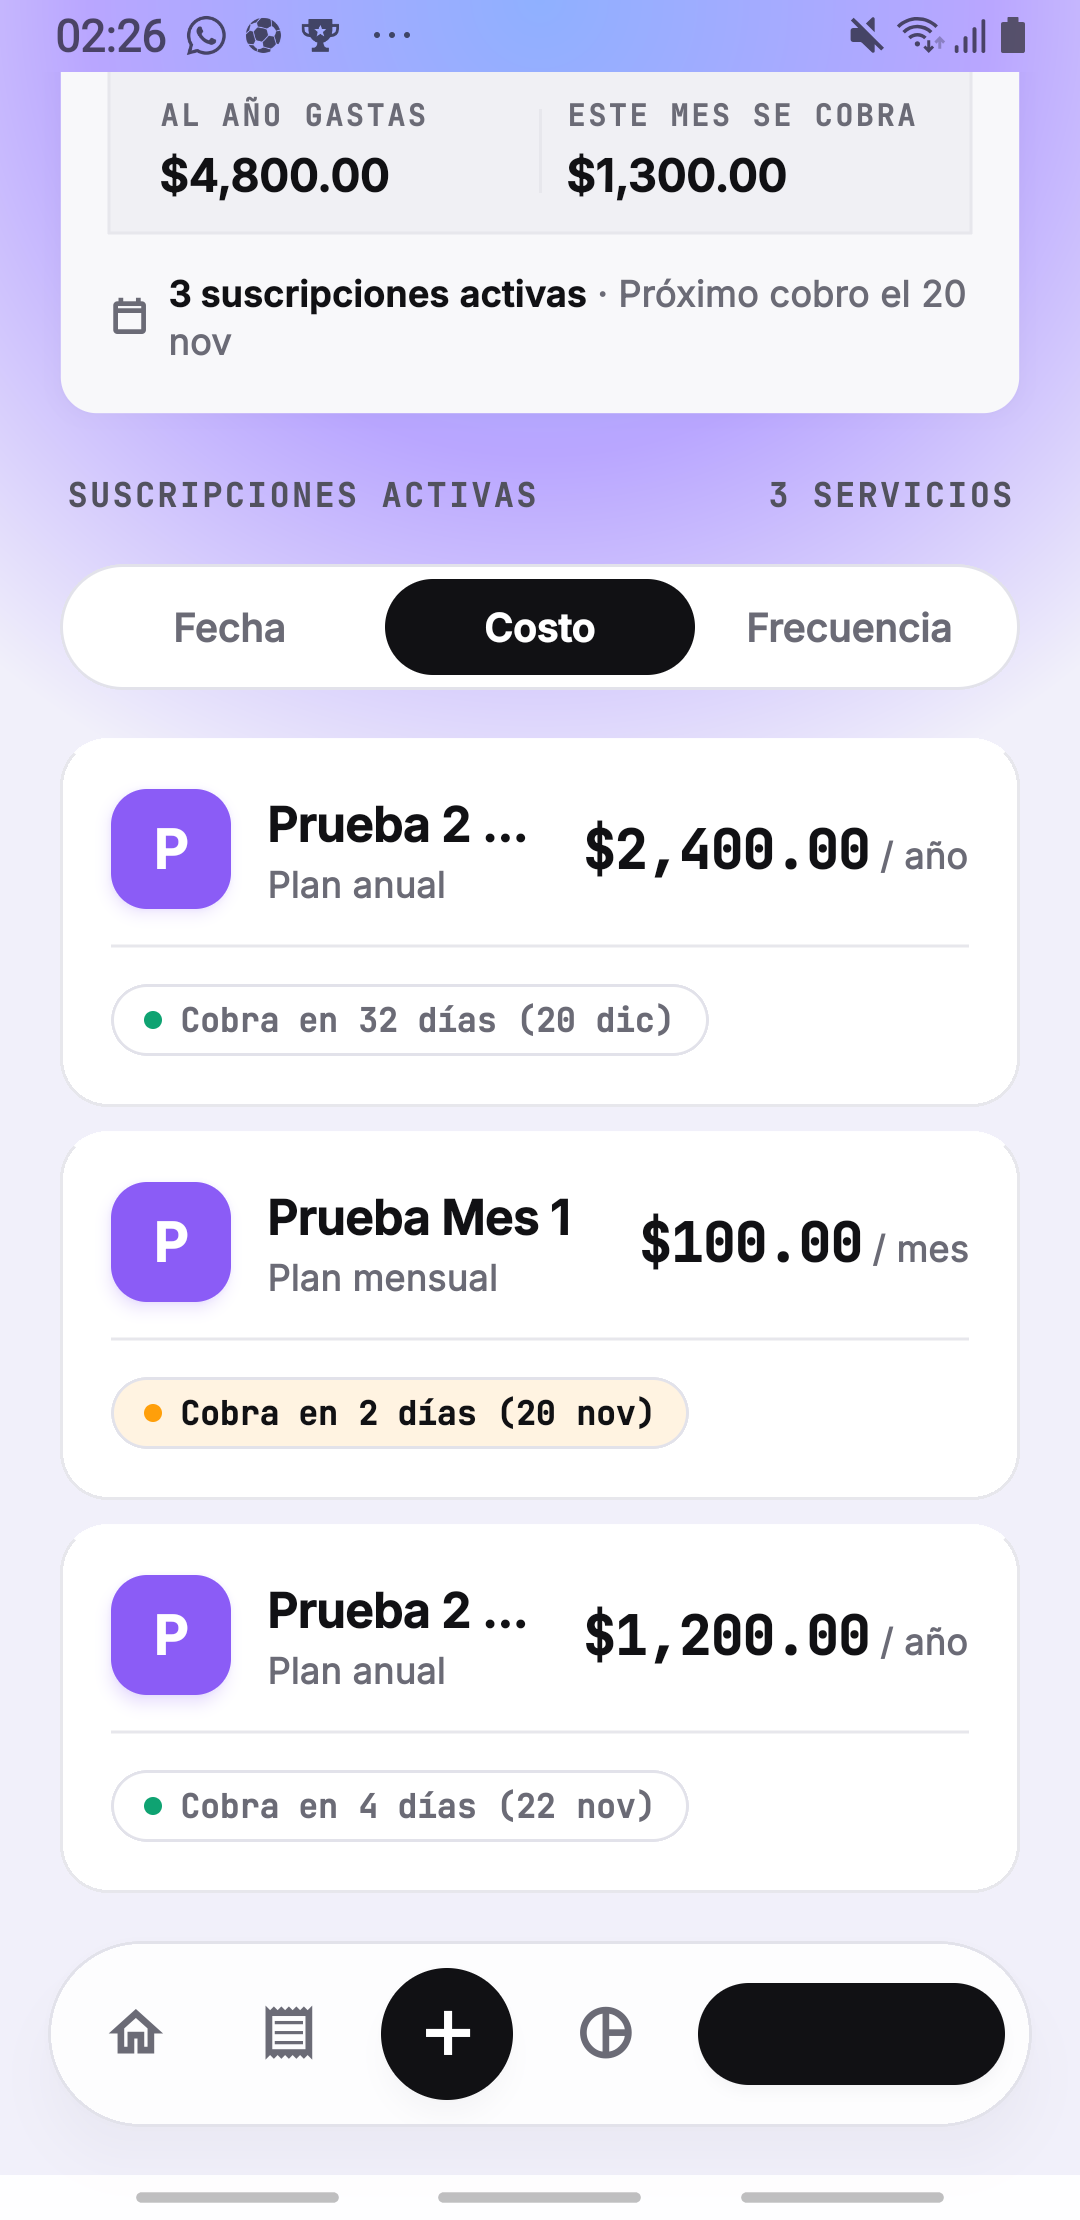 02:26
AL AÑO GASTAS
$4,800.00
ESTE MES SE COBRA
$1,300.00
3 suscripciones activas · Próximo cobro el 20
nov
SUSCRIPCIONES ACTIVAS
3 SERVICIOS
Fecha
Costo
Frecuencia
P
Prueba 2 ...
Plan anual
$2,400.00 / año
Cobra en 32 días (20 dic)
P
Prueba Mes 1
Plan mensual
$100.00 / mes
Cobra en 2 días (20 nov)
P
Prueba 2 ...
Plan anual
$1,200.00 / año
Cobra en 4 días (22 nov)